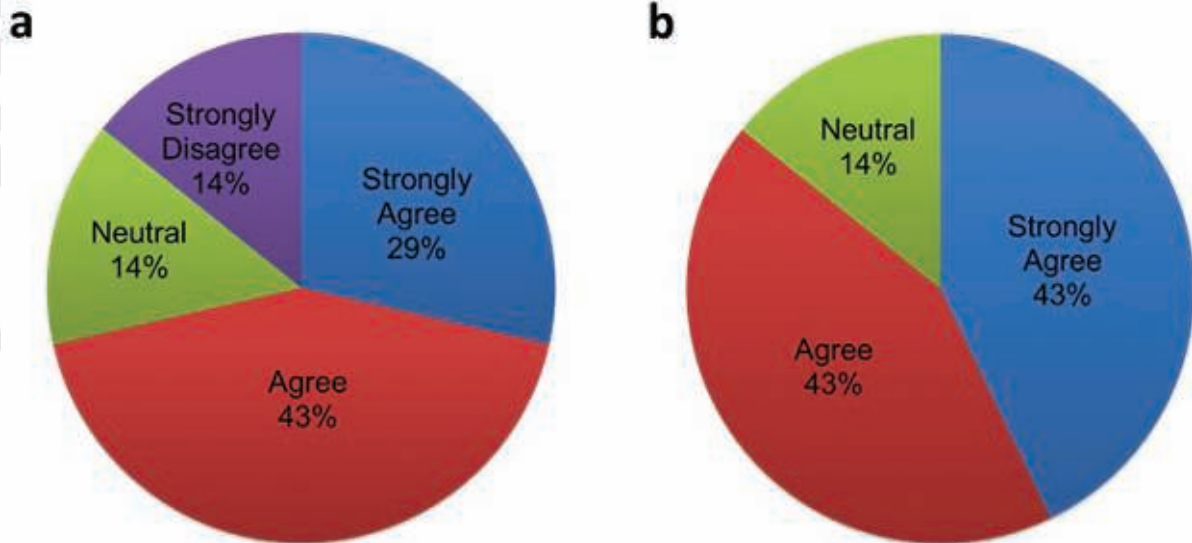 a
Strongly
Disagree
14%
Strongly
Agree
29%
Neutral
14%
Agree
43%
b
Neutral
14%
Strongly
Agree
43%
Agree
43%